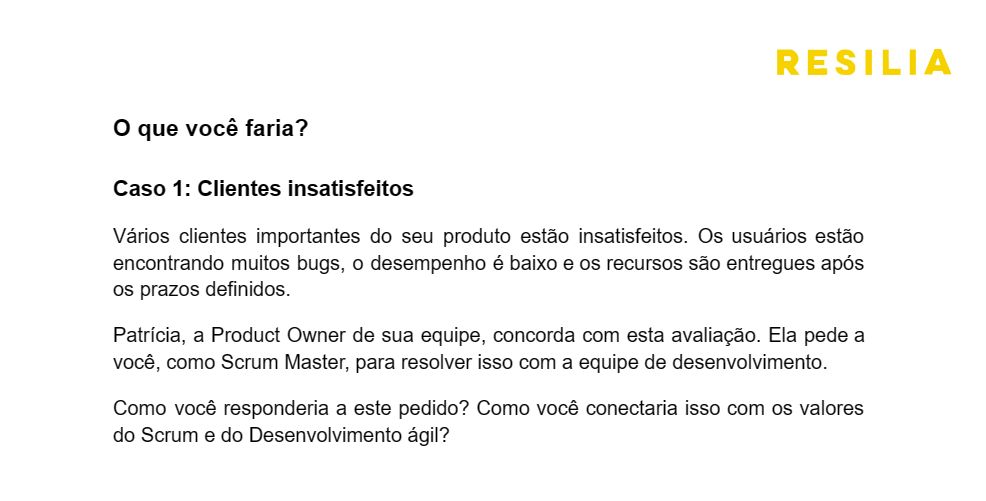 RESILIA
O que você faria?
Caso 1: Clientes insatisfeitos
Vários clientes importantes do seu produto estão insatisfeitos. Os usuários estão
encontrando muitos bugs, o desempenho é baixo e os recursos são entregues após
os prazos definidos.
Patrícia, a Product Owner de sua equipe, concorda com esta avaliação. Ela pede a
você, como Scrum Master, para resolver isso com a equipe de desenvolvimento.
Como você responderia a este pedido? Como você conectaria isso com os valores
do Scrum e do Desenvolvimento ágil?